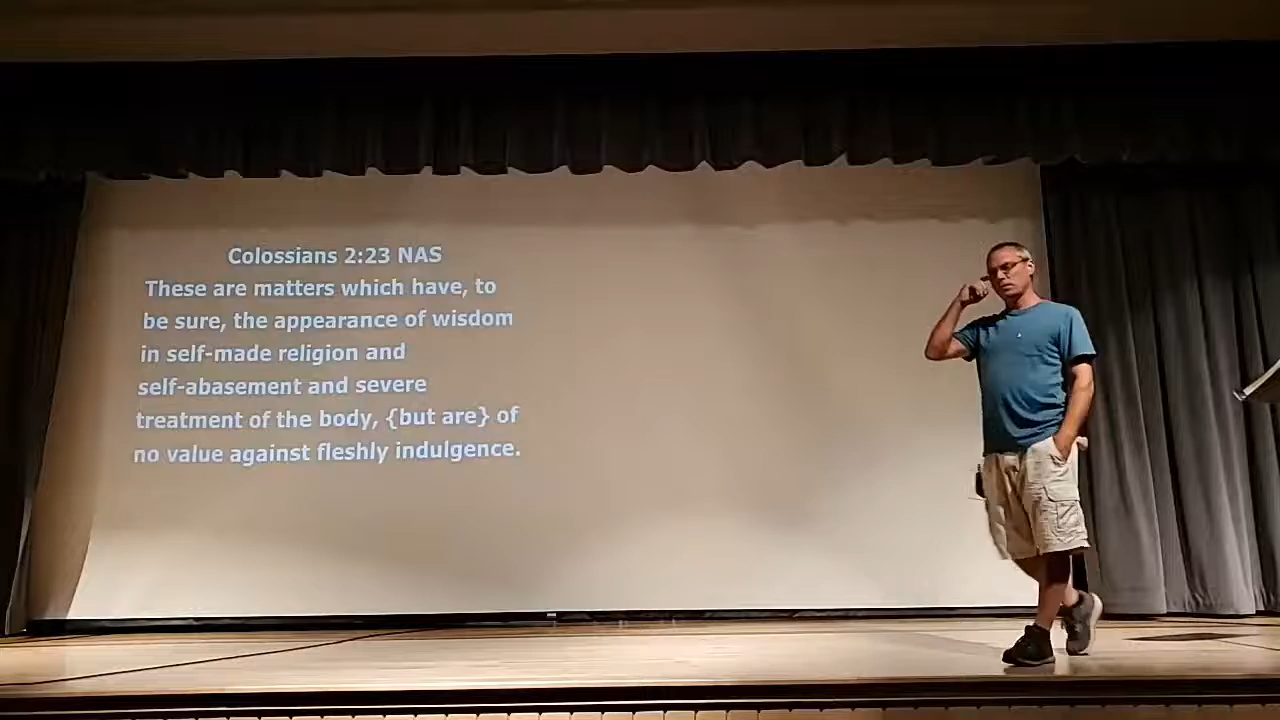 Colossians 2:23 NAS
These are matters which have, to
be sure, the appearance of wisdom
in self-made religion and
self-abasement and severe
treatment of the body, {but are} of
no value against fleshly indulgence.